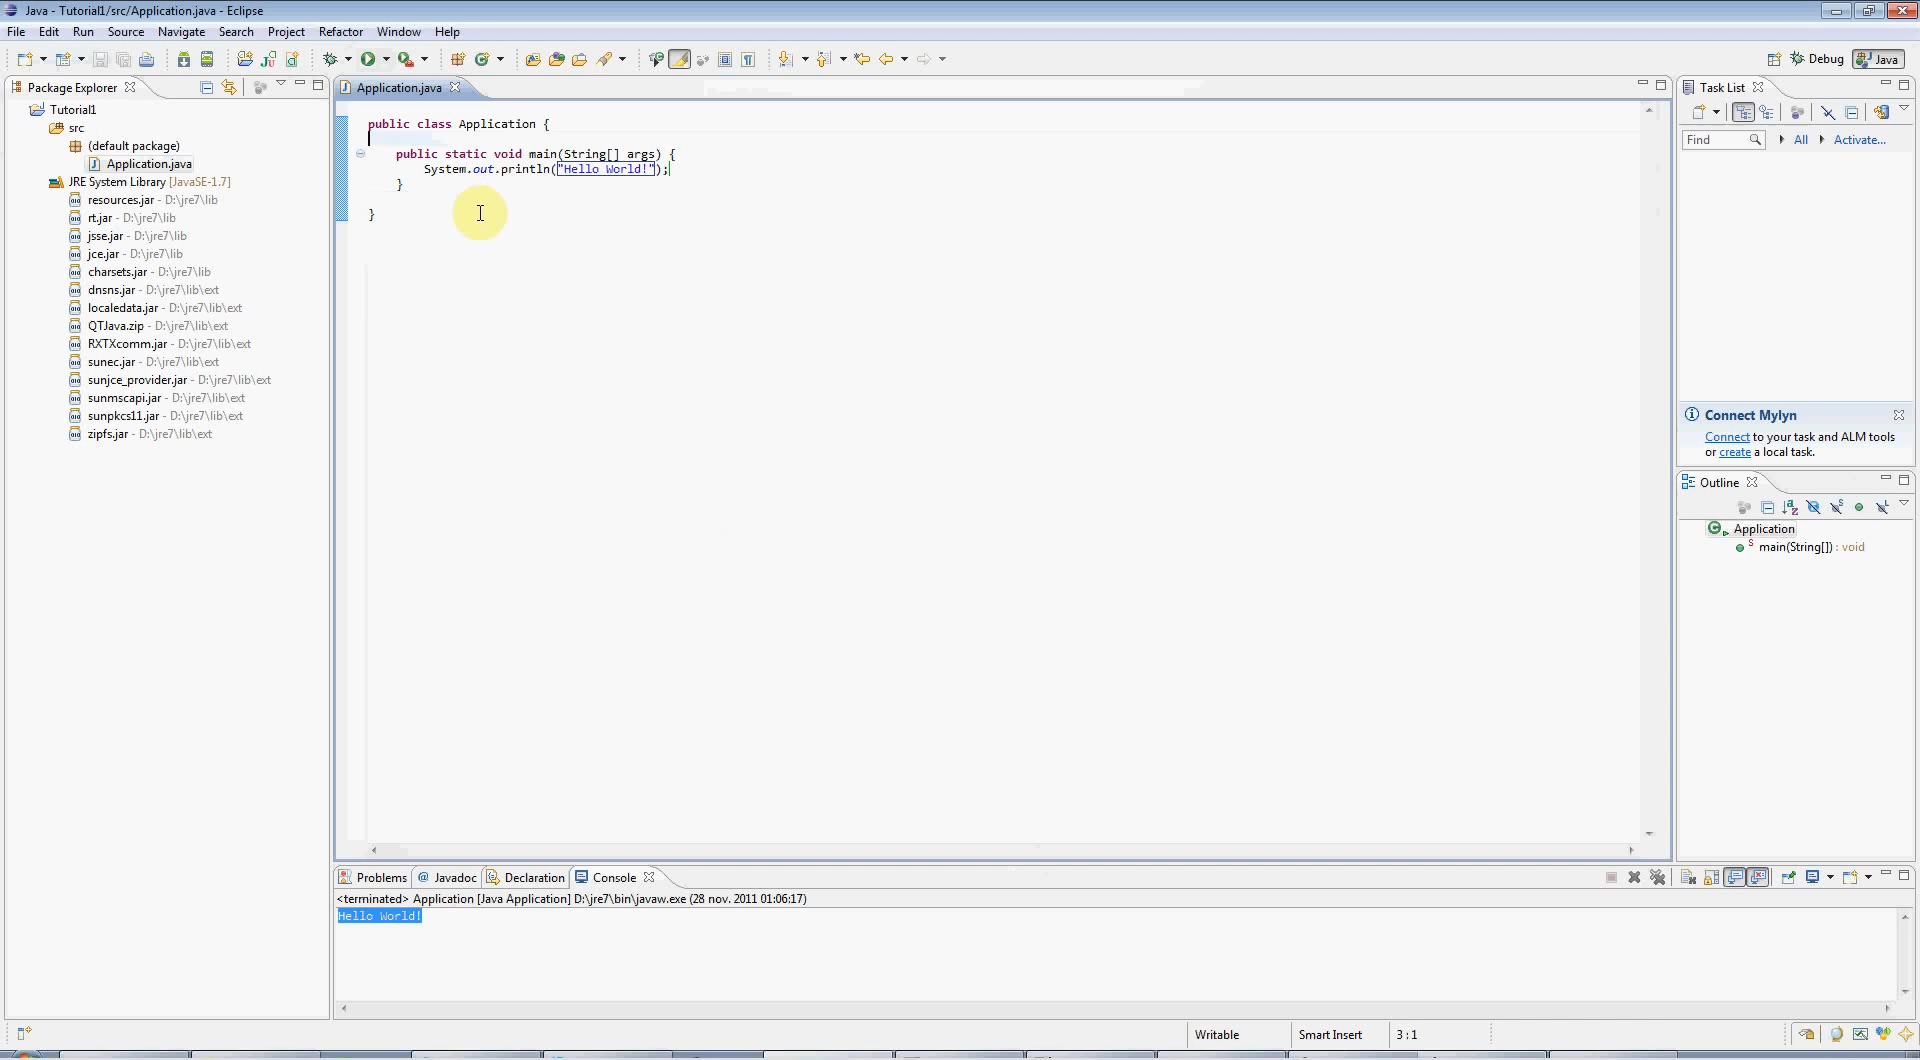 Java - Tutorial1/src/Application.java - Eclipse
File Edit Run Source Navigate Search Project Refactor Window Help
Debug Java
Package Explorer
Tutorial1
src
(default package)
Application.java
JRE System Library [JavaSE-1.7]
resources.jar - D:\jre7\lib
rt.jar - D:\jre7\lib
jsse.jar - D:\jre7\lib
jce.jar - D:\jre7\lib
charsets.jar - D:\jre7\lib
dnsns.jar - D:\jre7\lib\ext
localedata.jar - D:\jre7\lib\ext
QTJava.zip - D:\jre7\lib\ext
RXTXcomm.jar - D:\jre7\lib\ext
sunec.jar - D:\jre7\lib\ext
sunjce_provider.jar - D:\jre7\lib\ext
sunmscapi.jar - D:\jre7\lib\ext
sunpkcs11.jar - D:\jre7\lib\ext
zipfs.jar - D:\jre7\lib\ext
Application.java
public class Application {
public static void main(String[] args) {
System.out.println("Hello World!");
}
}
Task List
Find All Activate...
Connect Mylyn
Connect to your task and ALM tools
or create a local task.
Outline
Application
main(String[]) : void
Problems @ Javadoc Declaration Console
<terminated> Application [Java Application] D:\jre7\bin\javaw.exe (28 nov. 2011 01:06:17)
Hello World!
Writable Smart Insert 3 : 1